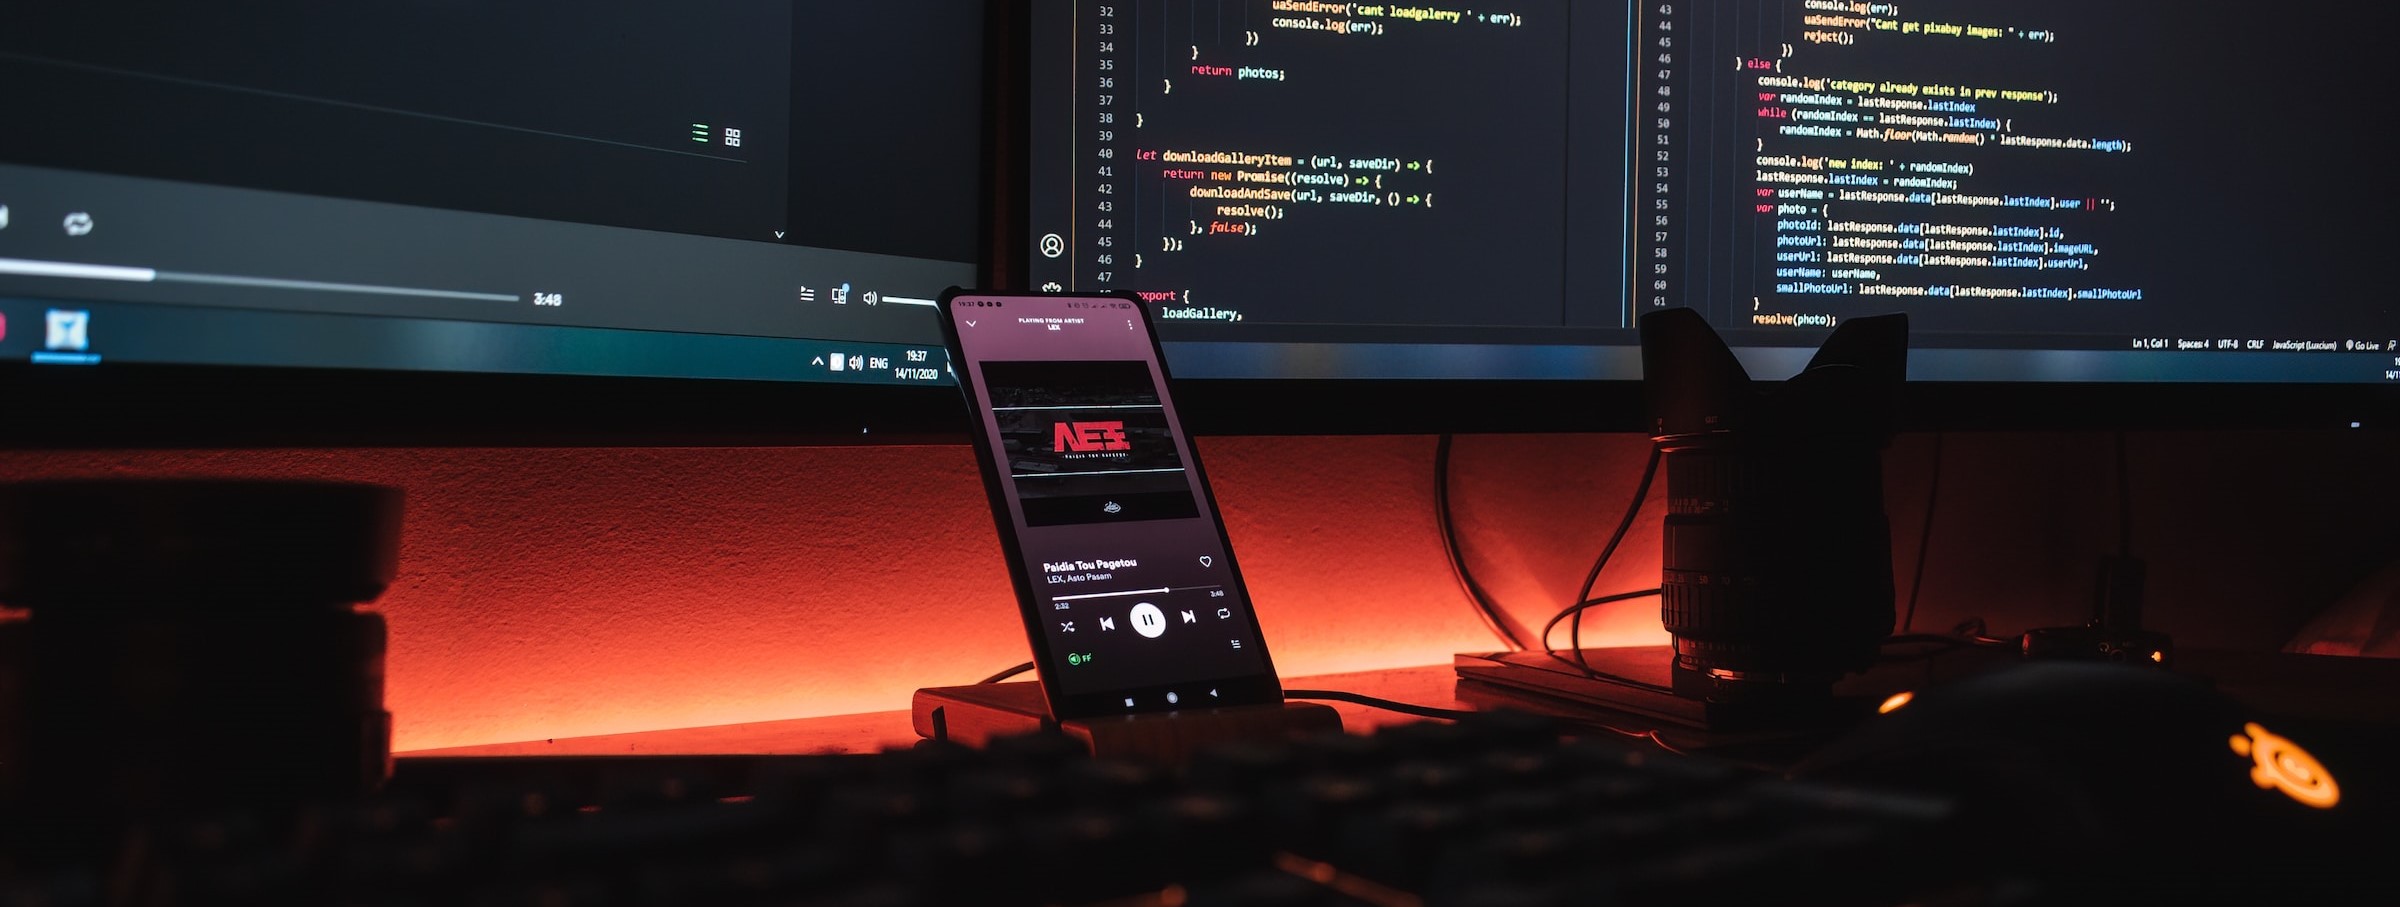 3:48
ENG
19:37
14/11/2020
32
33
34
35
36
37
38
39
40
41
42
43
44
45
46
47
uaSendError('cant loadgalerry ' + err);
console.log(err);
})
}
return photos;
}
}
let downloadGalleryItem = (url, saveDir) => {
return new Promise((resolve) => {
downloadAndSave(url, saveDir, () => {
resolve();
}, false);
});
}
export {
loadGallery,
43
44
45
46
47
48
49
50
51
52
53
54
55
56
57
58
59
60
61
console.log(err);
uaSendError("Cant get pixabay images: " + err);
reject();
})
} else {
console.log('category already exists in prev response');
var randomIndex = lastResponse.lastIndex
while (randomIndex == lastResponse.lastIndex) {
randomIndex = Math.floor(Math.random() * lastResponse.data.length);
}
console.log('new index: ' + randomIndex)
lastResponse.lastIndex = randomIndex;
var userName = lastResponse.data[lastResponse.lastIndex].user || '';
var photo = {
photoId: lastResponse.data[lastResponse.lastIndex].id,
photoUrl: lastResponse.data[lastResponse.lastIndex].imageURL,
userUrl: lastResponse.data[lastResponse.lastIndex].userUrl,
userName: userName,
smallPhotoUrl: lastResponse.data[lastResponse.lastIndex].smallPhotoUrl
}
resolve(photo);
Ln 1, Col 1 Spaces: 4 UTF-8 CRLF JavaScript (Luxcium) Go Live
19:37
PLAYING FROM ARTIST
LEX
Paidia Tou Pagetou
LEX, Asto Pasam
2:32 3:48